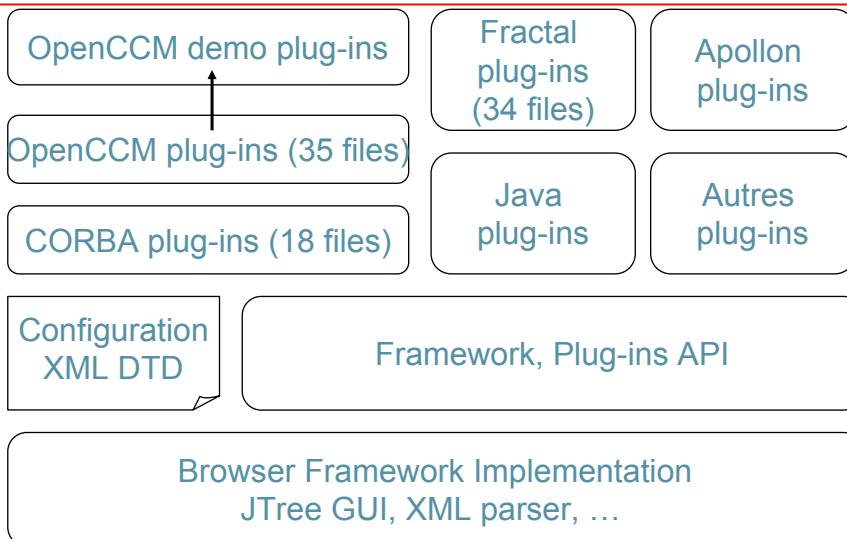 OpenCCM demo plug-ins
OpenCCM plug-ins (35 files)
CORBA plug-ins (18 files)
Fractal
plug-ins
(34 files)
Apollon
plug-ins
Java
plug-ins
Autres
plug-ins
Configuration
XML DTD
Framework, Plug-ins API
Browser Framework Implementation
JTree GUI, XML parser, …